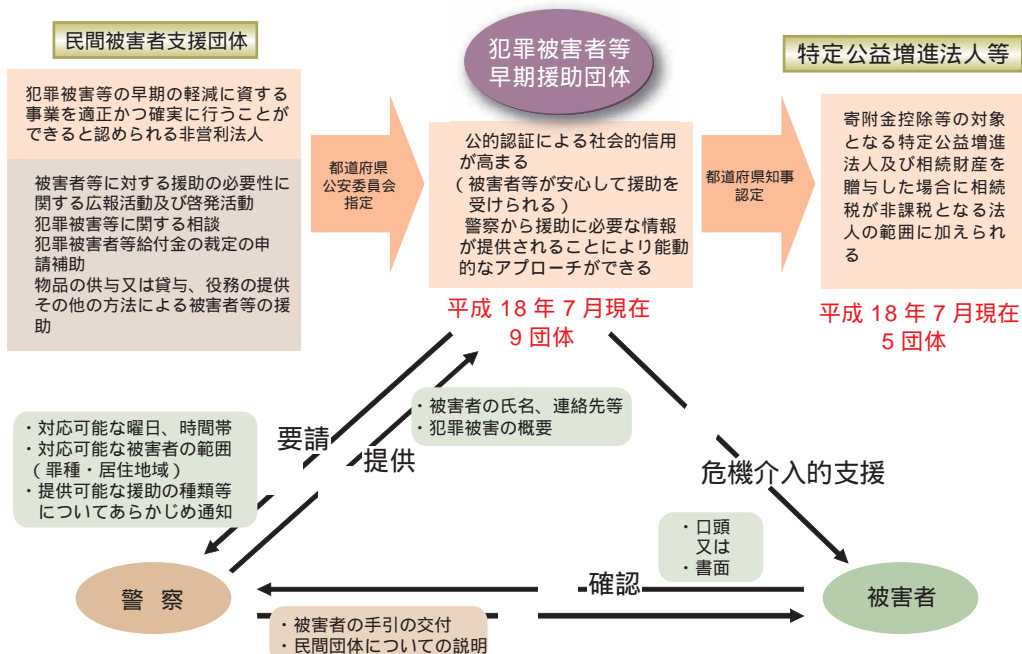 民間被害者支援団体
犯罪被害等の早期の軽減に資する
事業を適正かつ確実に行うことが
できると認められる非営利法人
被害者等に対する援助の必要性に
関する広報活動及び啓発活動
犯罪被害等に関する相談
犯罪被害者等給付金の裁定の申
請補助
物品の供与又は貸与、役務の提供
その他の方法による被害者等の援
助
都道府県
公安委員会
指定
犯罪被害者等
早期援助団体
公的認証による社会的信用
が高まる
(被害者等が安心して援助を
受けられる)
警察から援助に必要な情報
が提供されることにより能動
的なアプローチができる
平成 18 年 7 月現在
9 団体
都道府県知事
認定
特定公益増進法人等
寄附金控除等の対象
となる特定公益増進
法人及び相続財産を
贈与した場合に相続
税が非課税となる法
人の範囲に加えられ
る
平成 18 年 7 月現在
5 団体
・対応可能な曜日、時間帯
・対応可能な被害者の範囲
(罪種・居住地域)
・提供可能な援助の種類等
についてあらかじめ通知
要請
提供
・被害者の氏名、連絡先等
・犯罪被害の概要
危機介入的支援
・口頭
又は
・書面
確認
警 察
被害者
・被害者の手引の交付
・民間団体についての説明